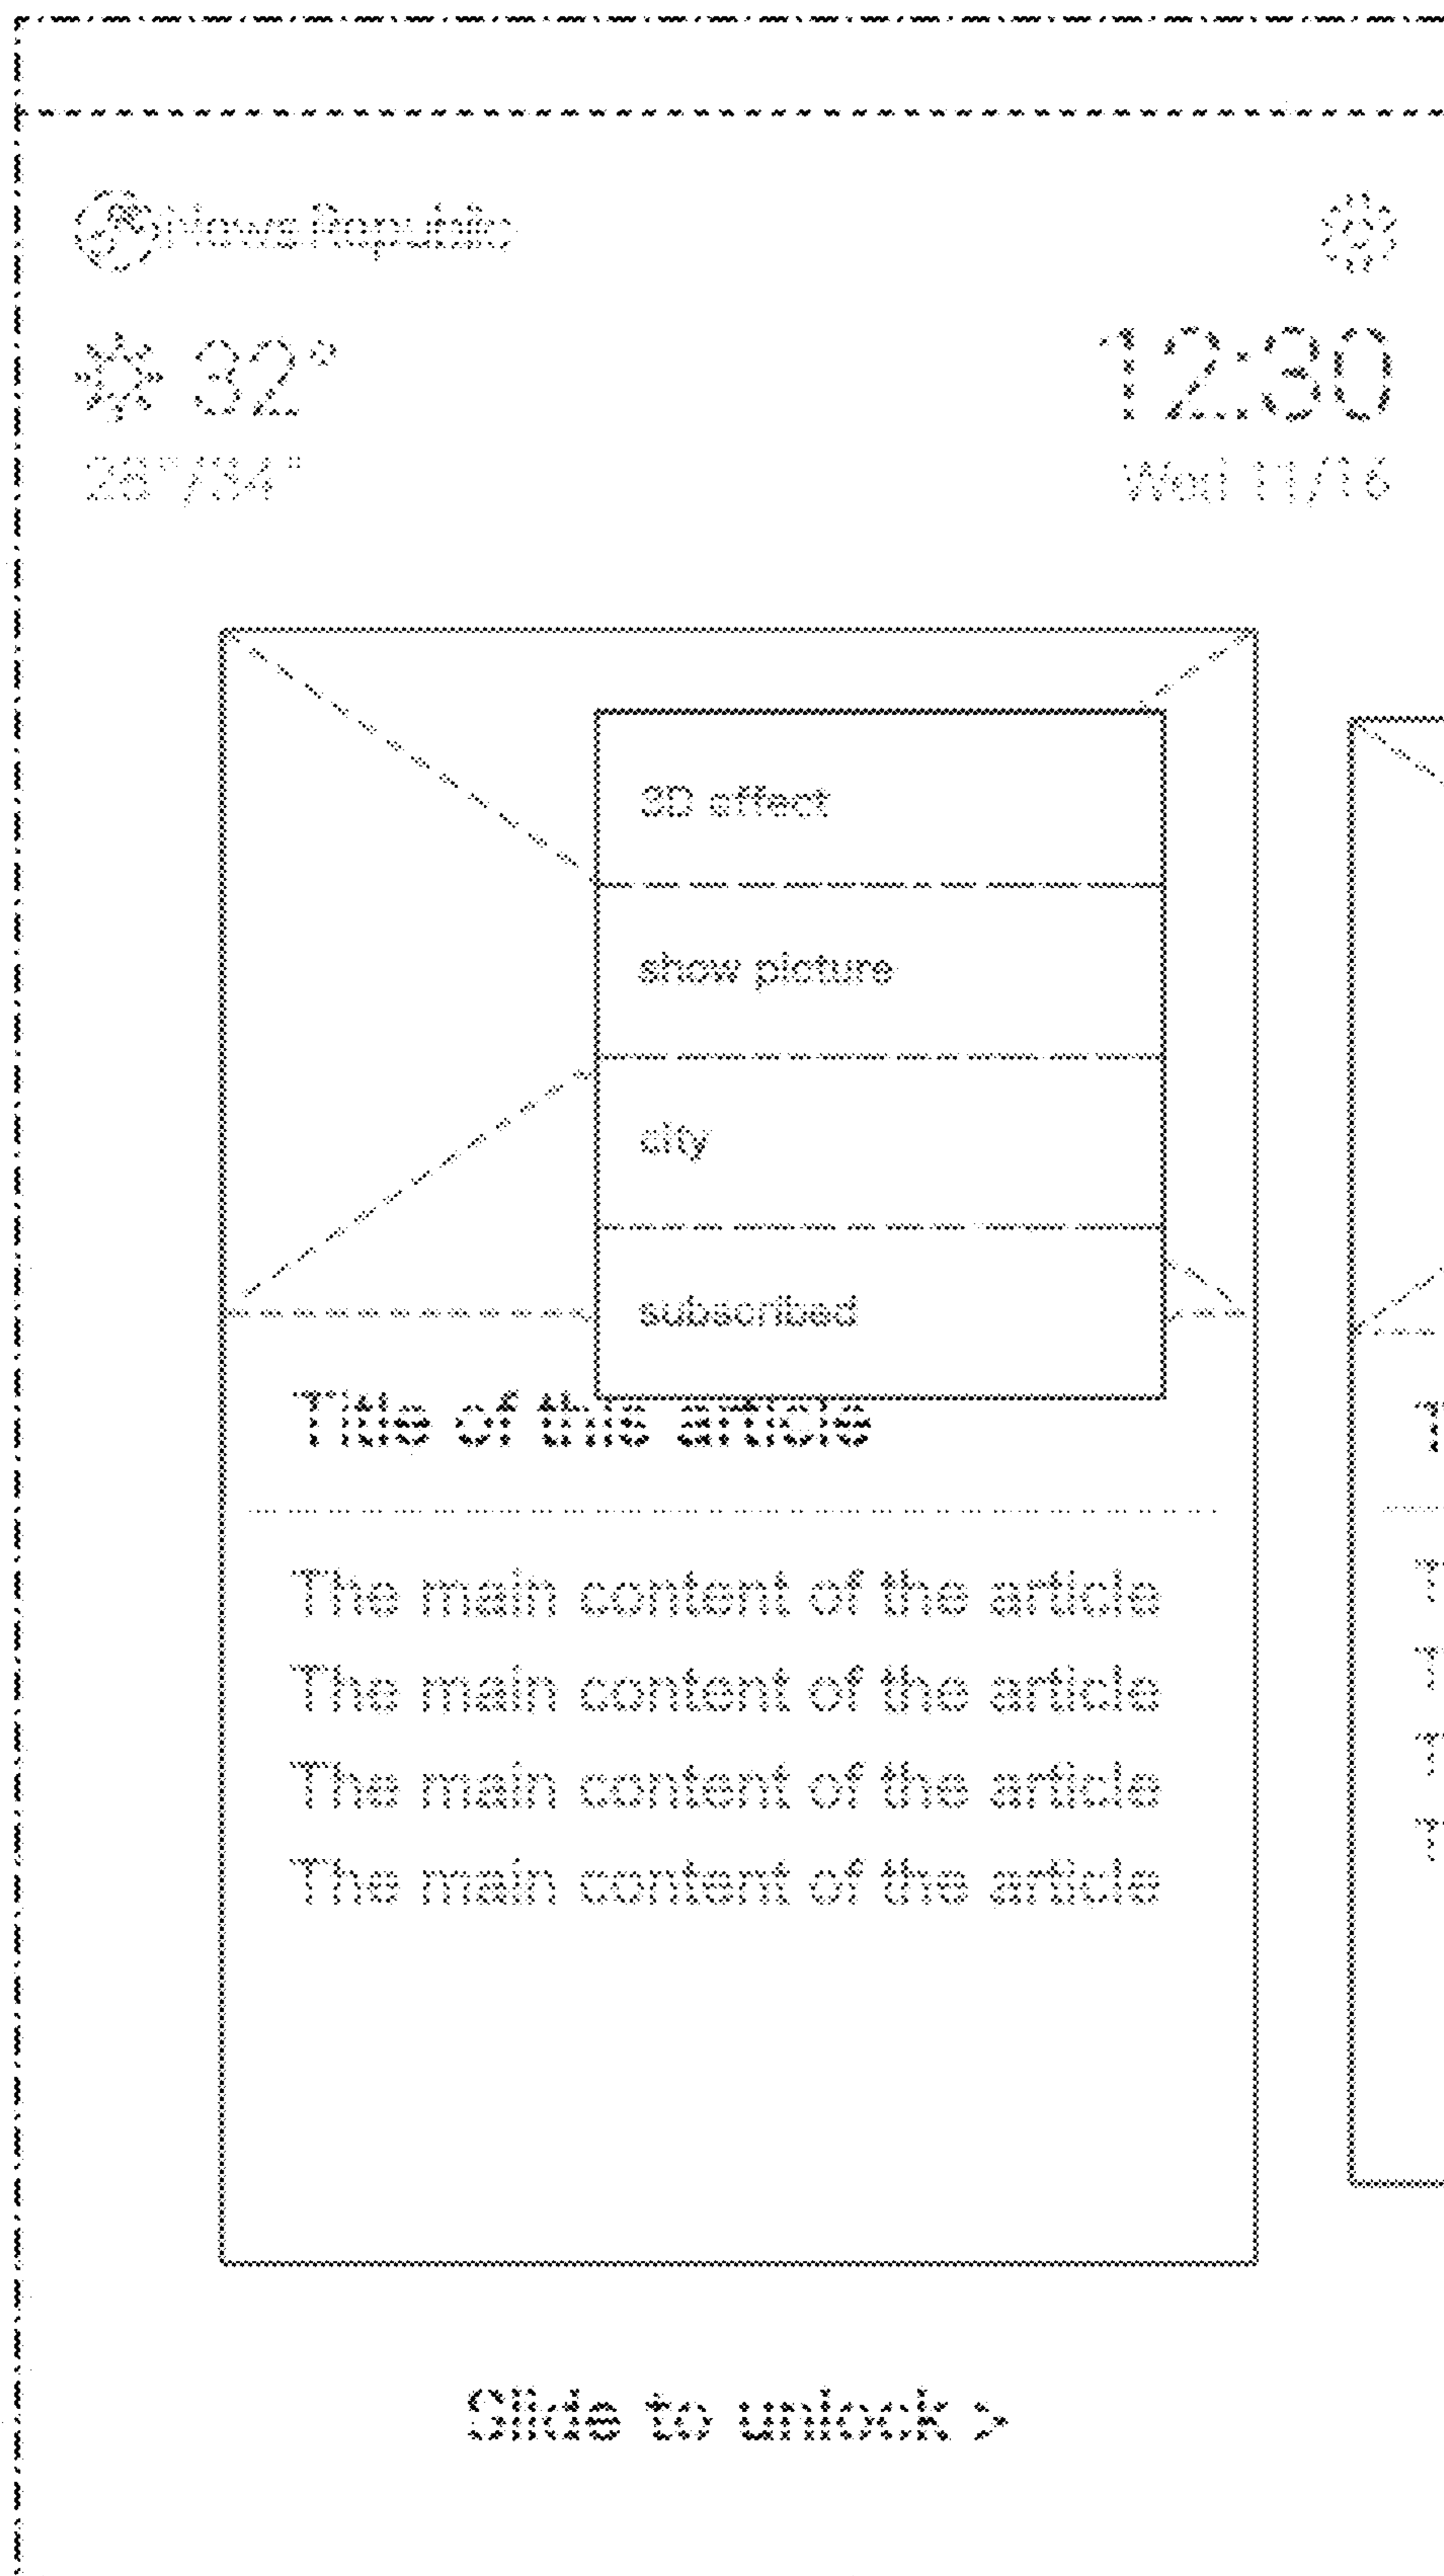 News Republic
32° 12:30
28°/34° Wed 11/16
3D effect
show picture
city
subscribed
Title of this article
The main content of the article
The main content of the article
The main content of the article
The main content of the article
T
T
T
T
T
Slide to unlock >